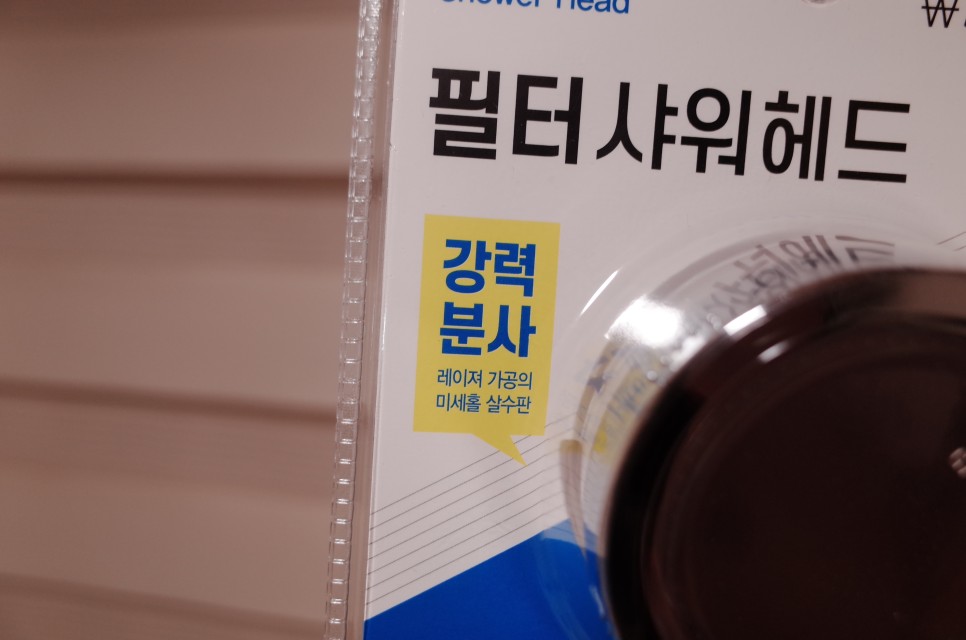 Shower Head
₩
필터 샤워헤드
강력
분사
레이져 가공의
미세홀 살수판